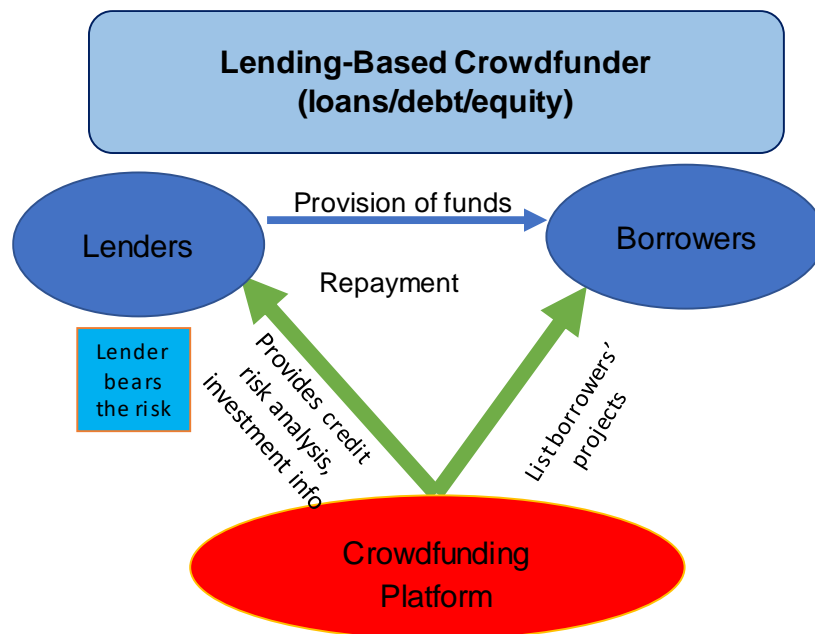 Lending-Based Crowdfunder
(loans/debt/equity)
Provision of funds
Lenders
Borrowers
Repayment
Lender
bears
the risk
Provides credit
risk analysis,
investment info
List borrowers'
projects
Crowdfunding
Platform